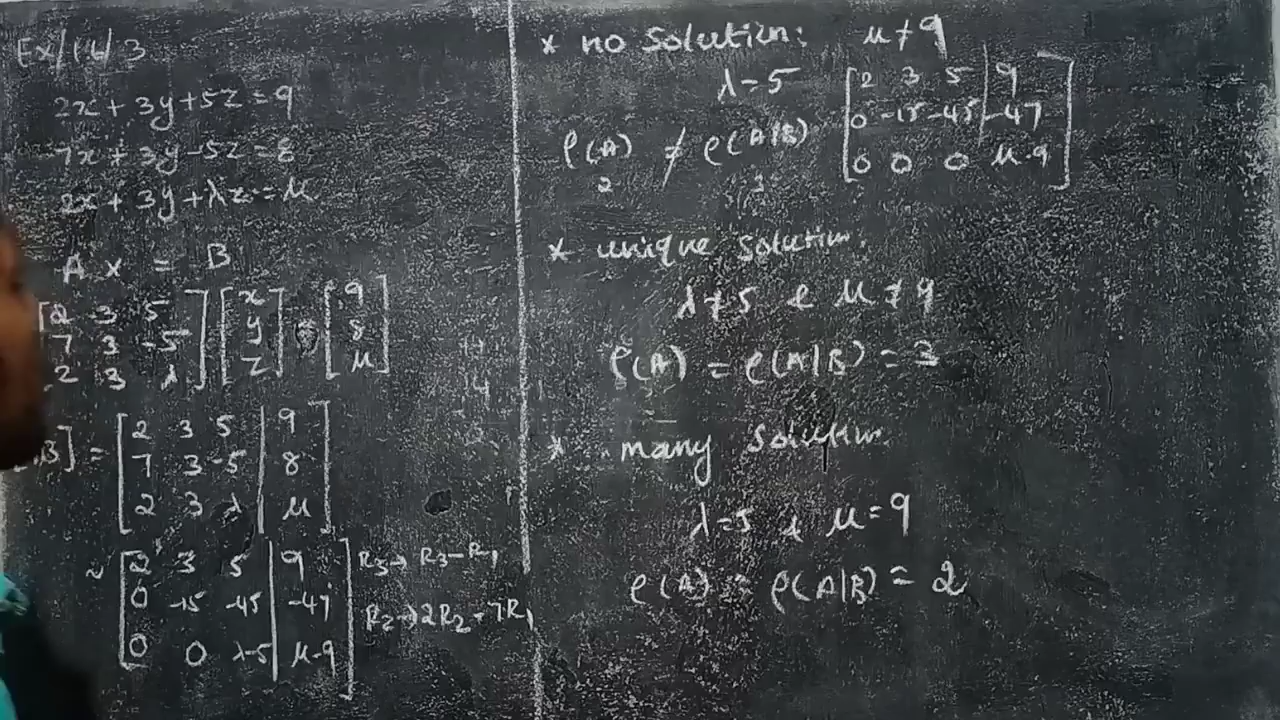 Ex/1.4/3
2x + 3y + 5z = 9
7x + 3y - 5z = 8
2x + 3y + λz = μ
A x = B
[2 3 5] [x] = [9]
[7 3 -5] [y] [8]
[2 3 λ] [z] [μ]
B] = [2 3 5 | 9]
[7 3 -5 | 8]
[2 3 λ | μ]
~ [2 3 5 | 9] R3→ R3-R1
[0 -15 -45 | -47] R2→2R2-7R1
[0 0 λ-5 | μ-9]
* no solution: μ ≠ 9
λ = 5 [2 3 5 | 9]
ρ(A) ≠ ρ(A|B) [0 -15 -45 | -47]
2 3 [0 0 0 μ-9]
* unique solution.
λ ≠ 5 & μ ≠ 9
ρ(A) = ρ(A|B) = 3
* many solution
λ=5 & μ=9
ρ(A) = ρ(A|B) = 2